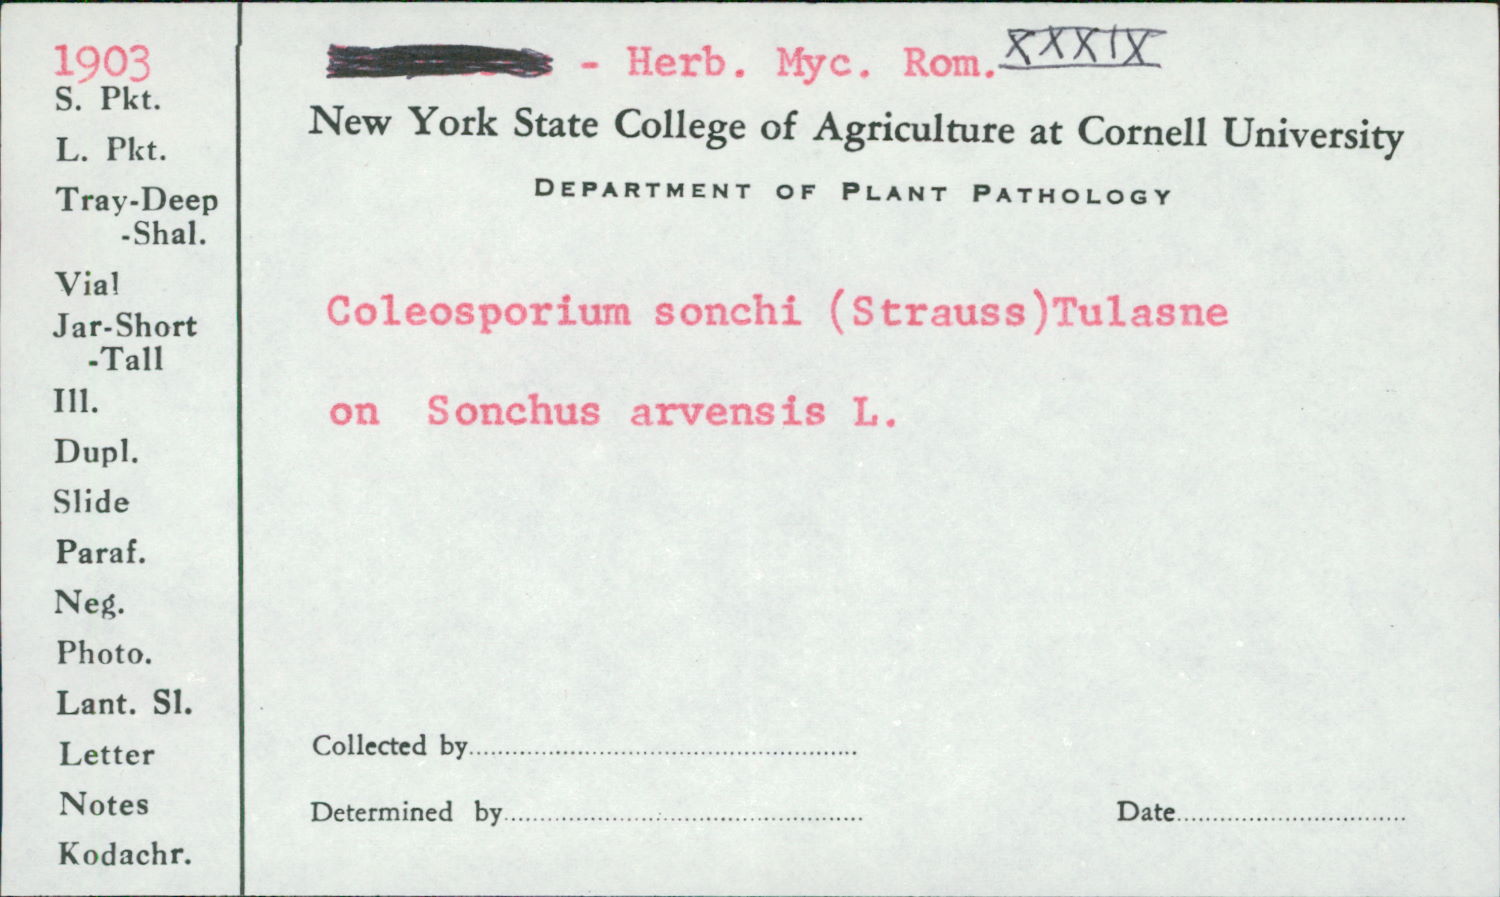 1903
S. Pkt.
L. Pkt.
Tray-Deep
-Shal.
Vial
Jar-Short
-Tall
Ill.
Dupl.
Slide
Paraf.
Neg.
Photo.
Lant. Sl.
Letter
Notes
Kodachr.
- Herb. Myc. Rom. XXXIX
New York State College of Agriculture at Cornell University
DEPARTMENT OF PLANT PATHOLOGY
Coleosporium sonchi (Strauss)Tulasne
on Sonchus arvensis L.
Collected by
Determined by
Date